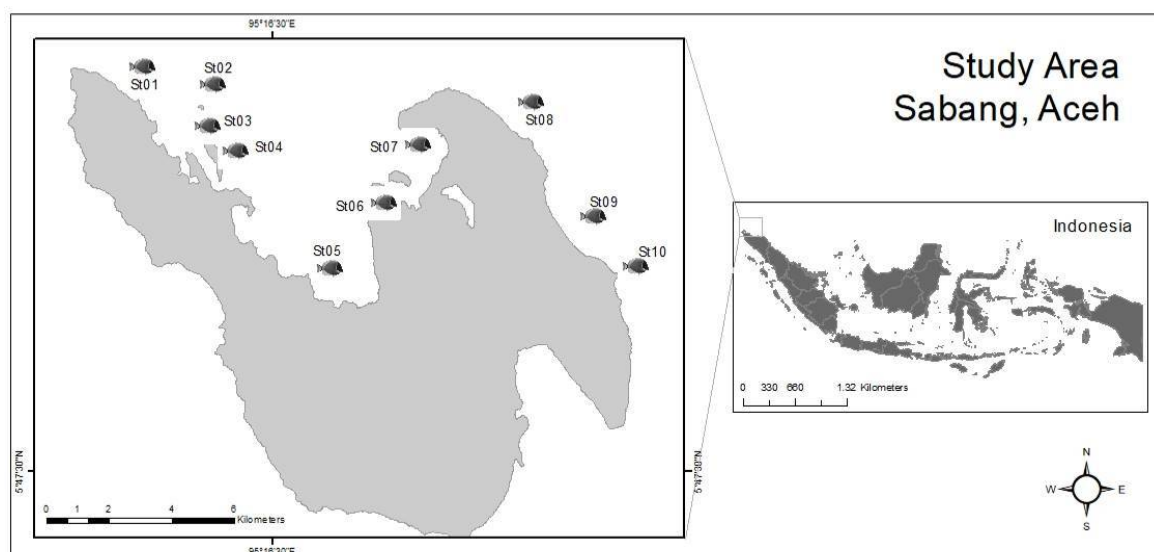 95°16'30"E
St01
St02
St03
St04
St05
St06
St07
St08
St09
St10
5°47'30"N
5°47'30"N
0 1 2 4 6
Kilometers
95°16'30"E
Study Area
Sabang, Aceh
Indonesia
0 330 660 1.32 Kilometers
N
W E
S